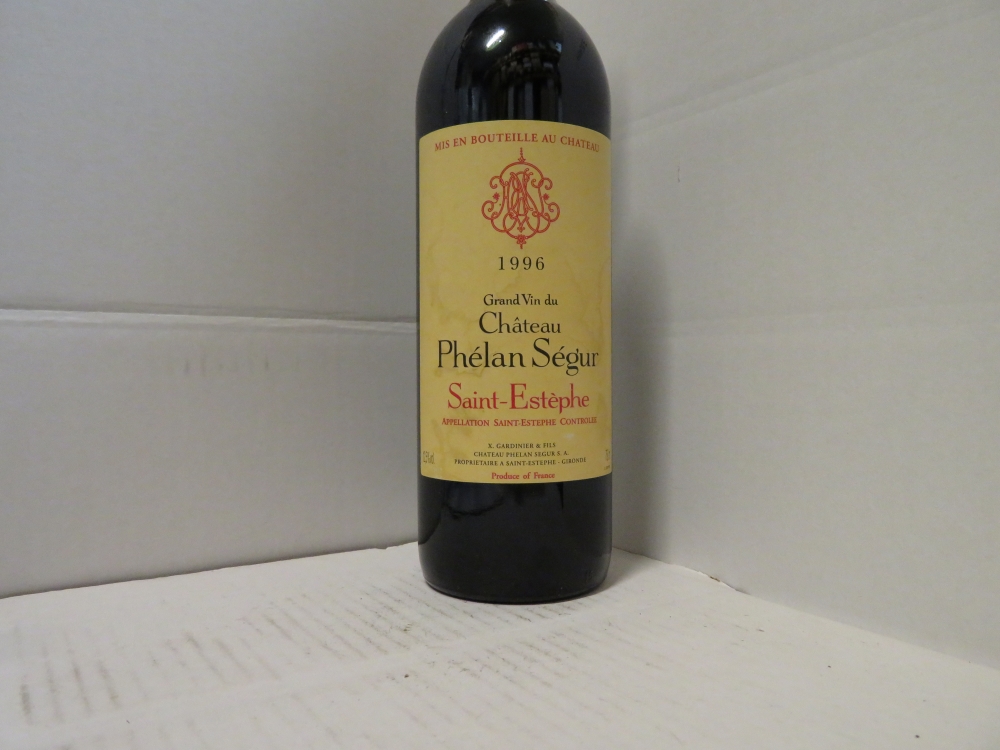 MIS EN BOUTEILLE AU CHATEAU
1996
Grand Vin du
Château
Phélan Ségur
Saint-Estèphe
APPELLATION SAINT-ESTEPHE CONTROLEE
X. GARDINIER & FILS
CHATEAU PHELAN SEGUR S. A.
PROPRIETAIRE A SAINT-ESTEPHE - GIRONDE
Produce of France